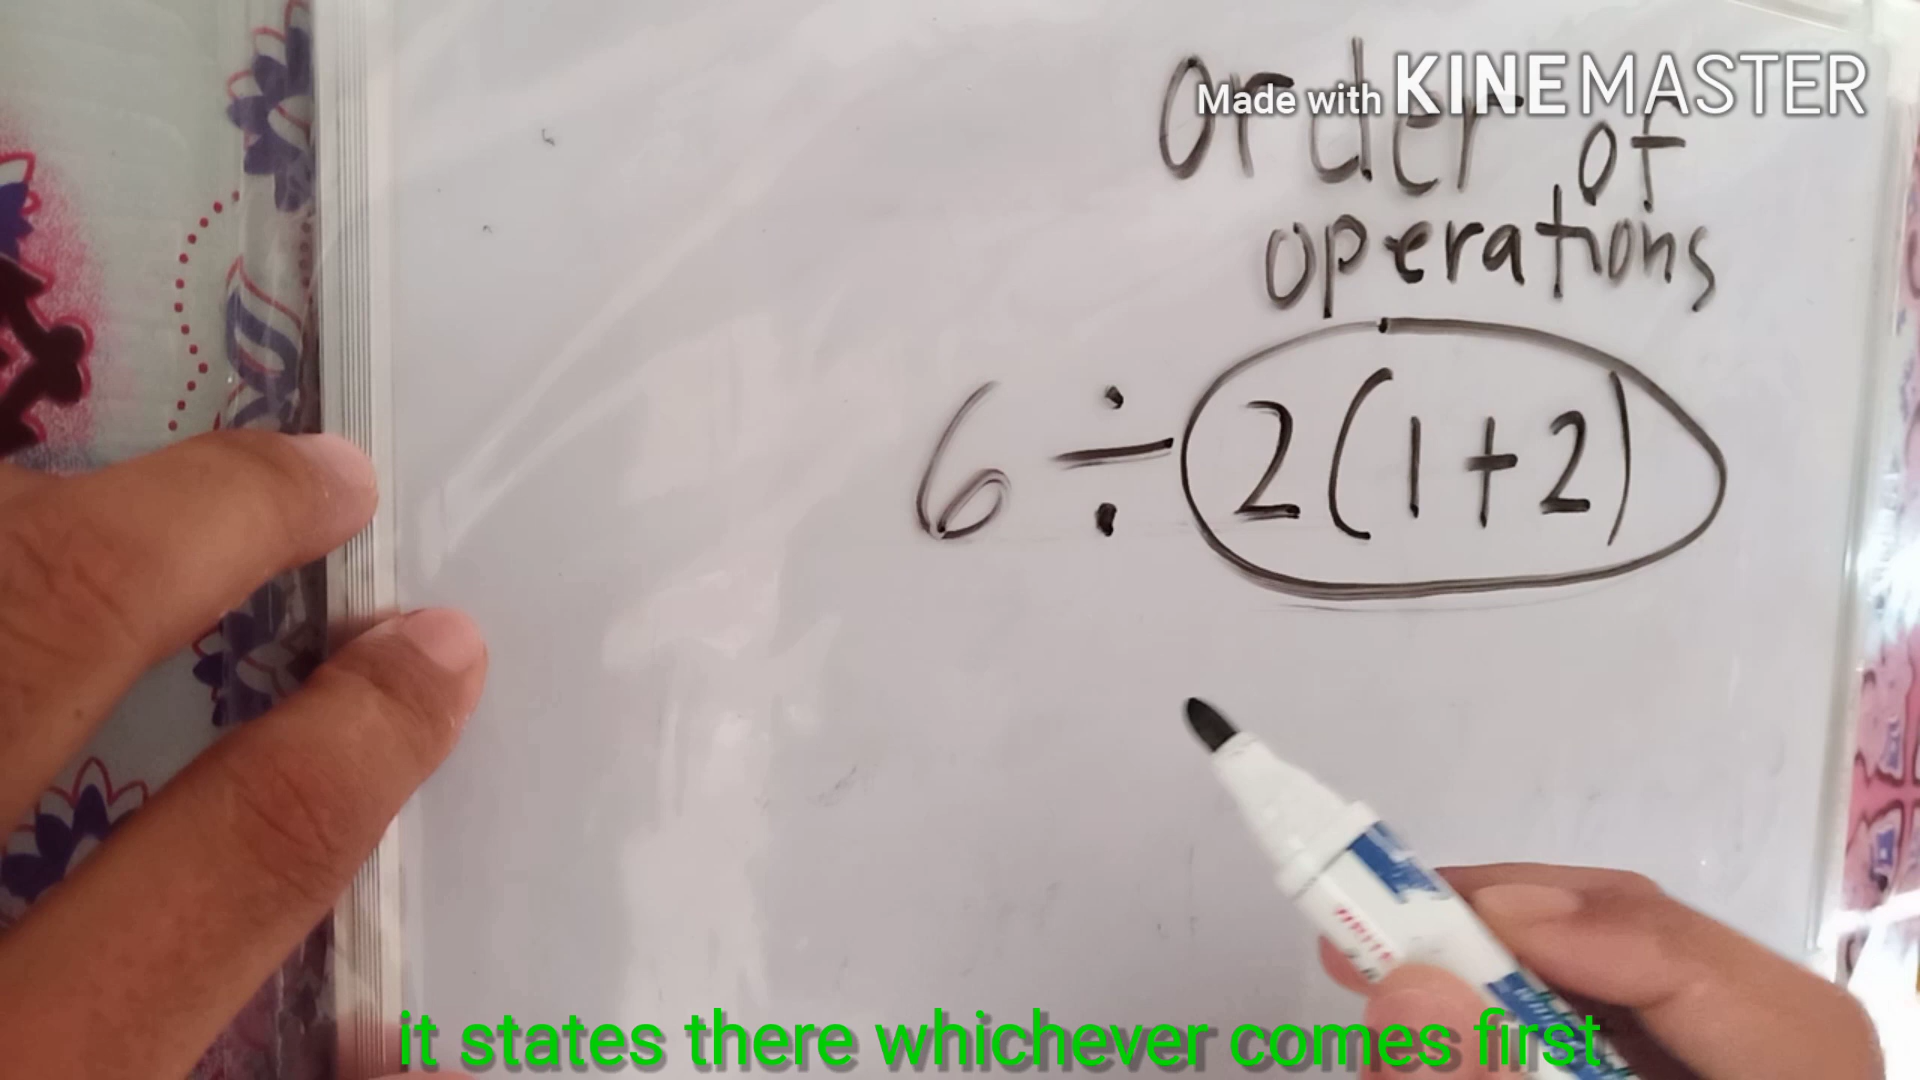 Made with KINEMASTER
order of
operations
6 ÷ 2(1+2)
it states there whichever comes first